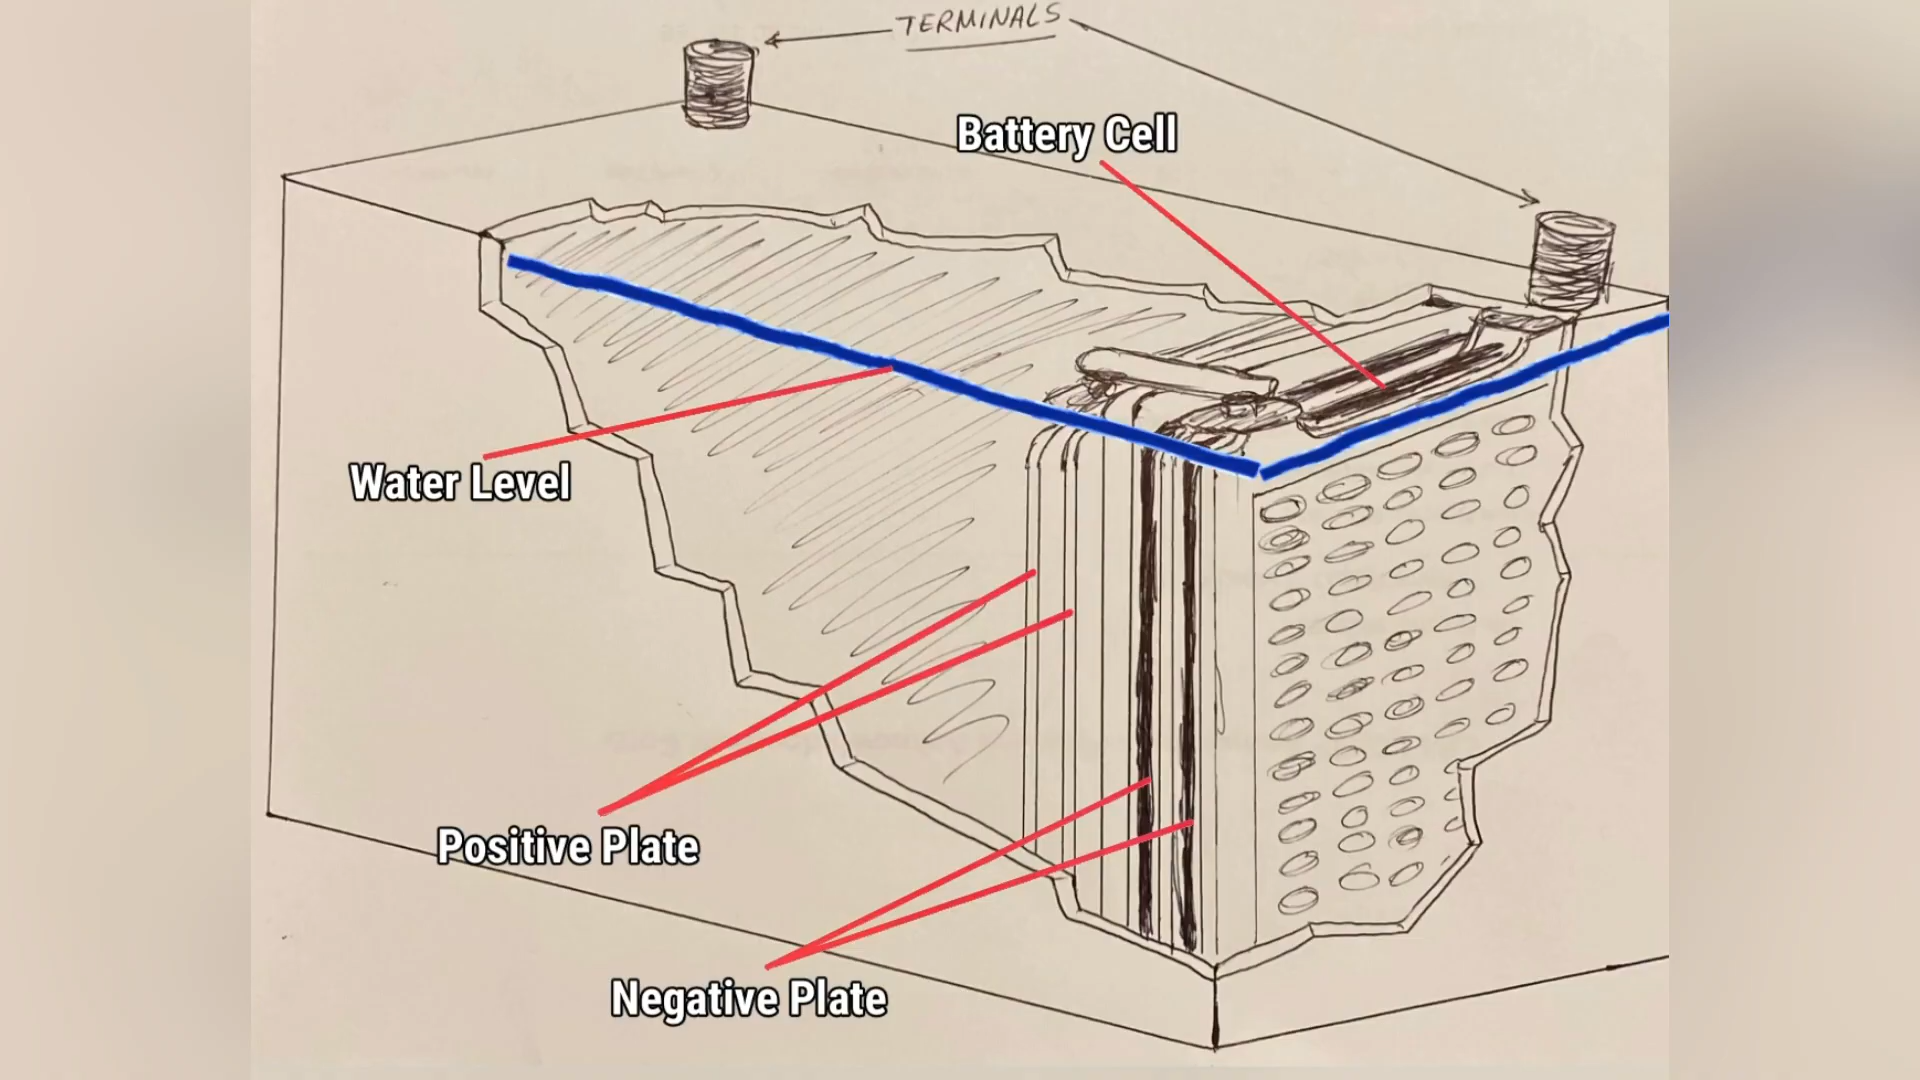 TERMINALS
Battery Cell
Water Level
Positive Plate
Negative Plate